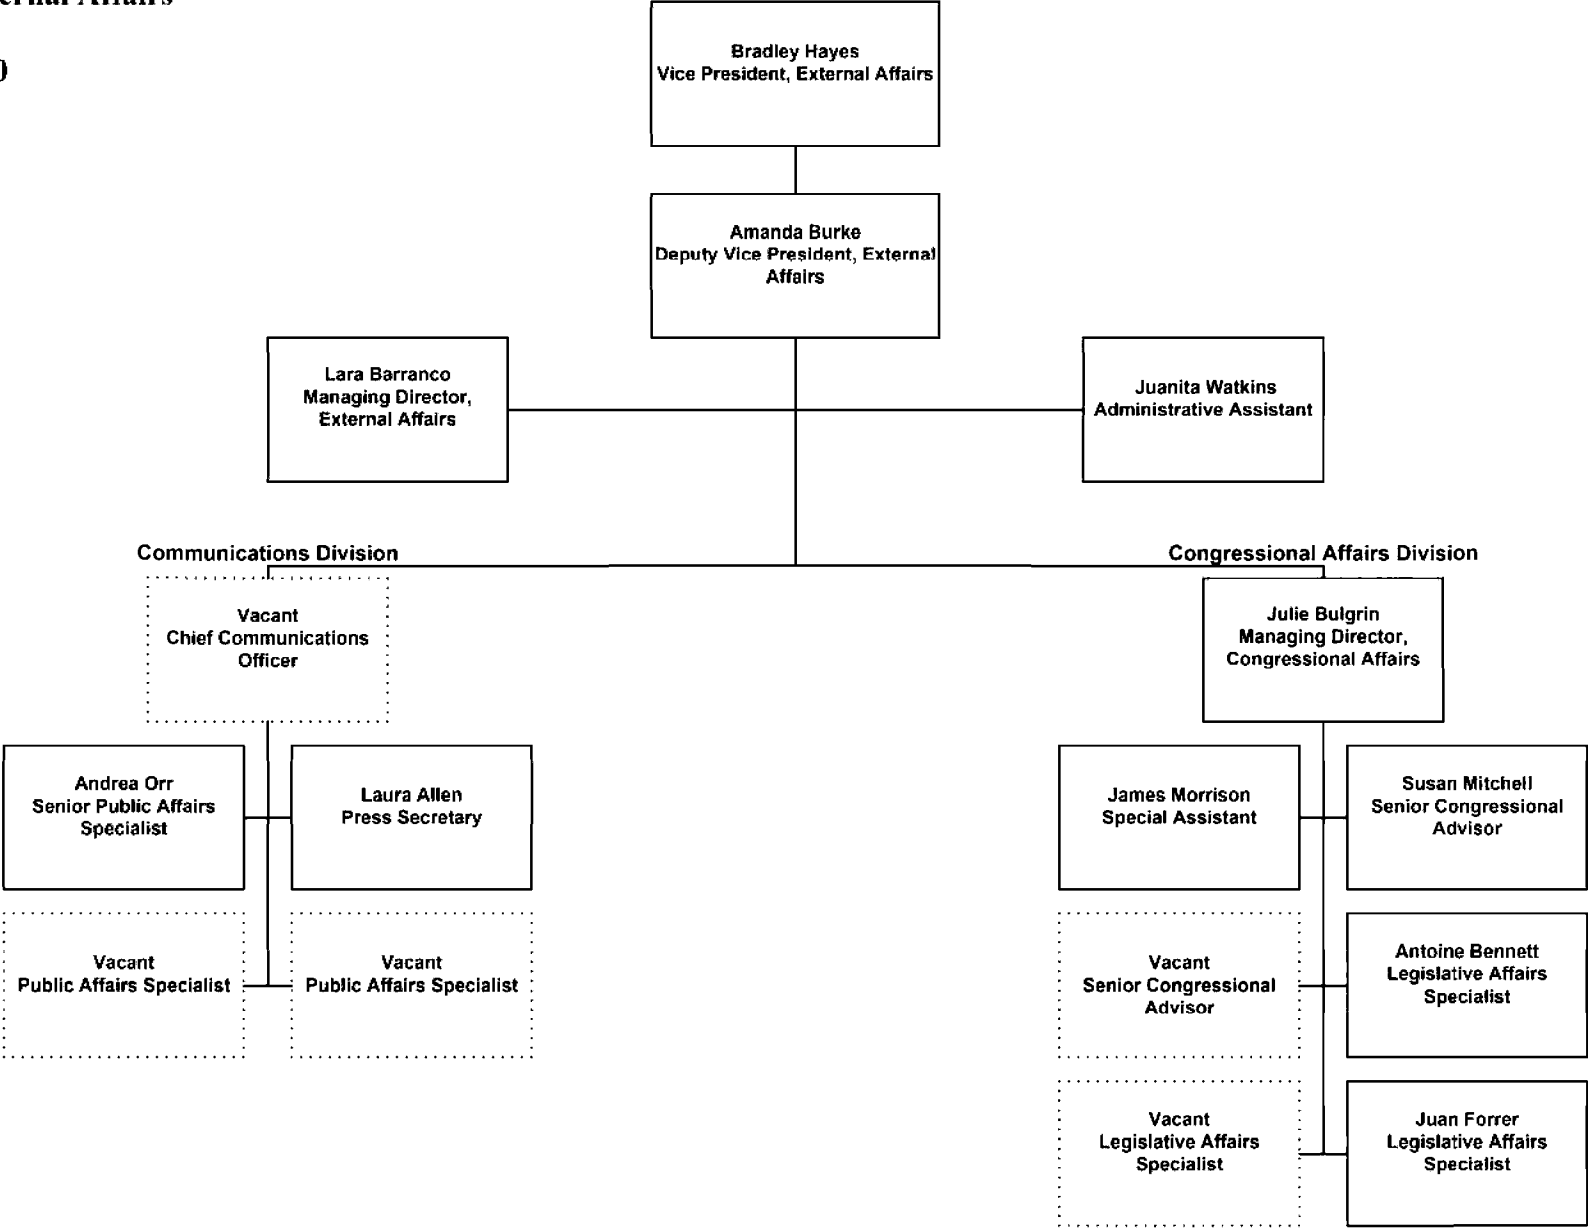 Affairs
Bradley Hayes
Vice President, External Affairs
Amanda Burke
Deputy Vice President, External
Affairs
Lara Barranco
Managing Director,
External Affairs
Juanita Watkins
Administrative Assistant
Communications Division
Vacant
Chief Communications
Officer
Andrea Orr
Senior Public Affairs
Specialist
Laura Allen
Press Secretary
Vacant
Public Affairs Specialist
Vacant
Public Affairs Specialist
Congressional Affairs Division
Julie Bulgrin
Managing Director,
Congressional Affairs
James Morrison
Special Assistant
Susan Mitchell
Senior Congressional
Advisor
Vacant
Senior Congressional
Advisor
Antoine Bennett
Legislative Affairs
Specialist
Vacant
Legislative Affairs
Specialist
Juan Forrer
Legislative Affairs
Specialist